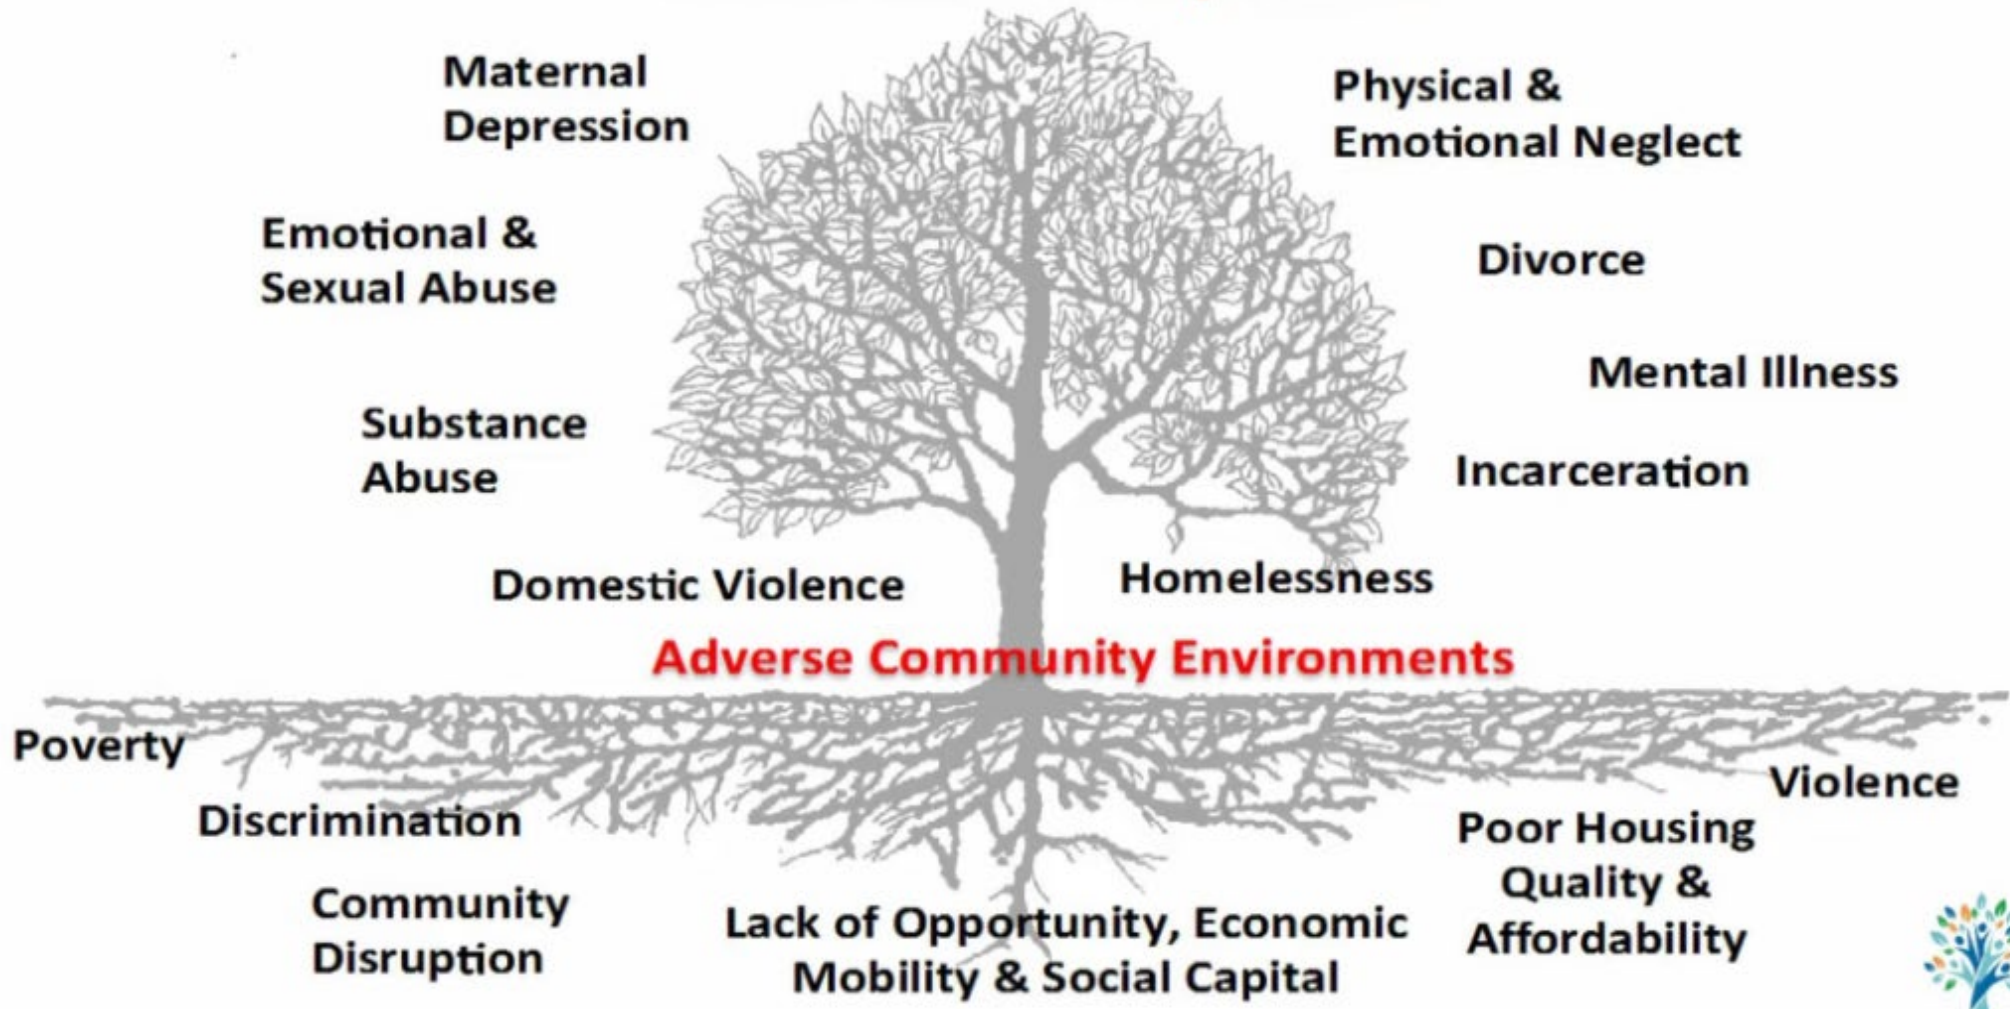 Maternal
Depression
Physical &
Emotional Neglect
Emotional &
Sexual Abuse
Divorce
Mental Illness
Substance
Abuse
Incarceration
Domestic Violence
Homelessness
Adverse Community Environments
Poverty
Violence
Discrimination
Poor Housing
Quality &
Affordability
Community
Disruption
Lack of Opportunity, Economic
Mobility & Social Capital